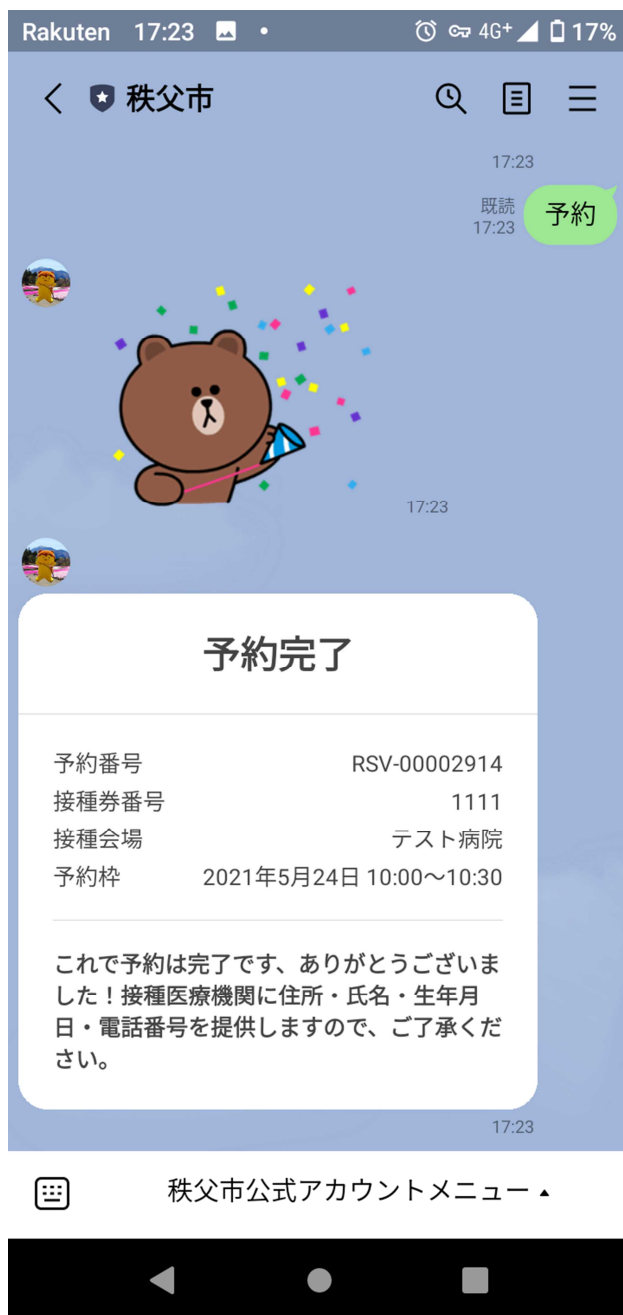 Rakuten 17:23 4G+ 17%
秩父市
17:23
既読
17:23
予約
17:23
予約完了
予約番号 RSV-00002914
接種券番号 1111
接種会場 テスト病院
予約枠 2021年5月24日 10:00〜10:30
これで予約は完了です、ありがとうございま
した！接種医療機関に住所・氏名・生年月
日・電話番号を提供しますので、ご了承くだ
さい。
17:23
秩父市公式アカウントメニュー